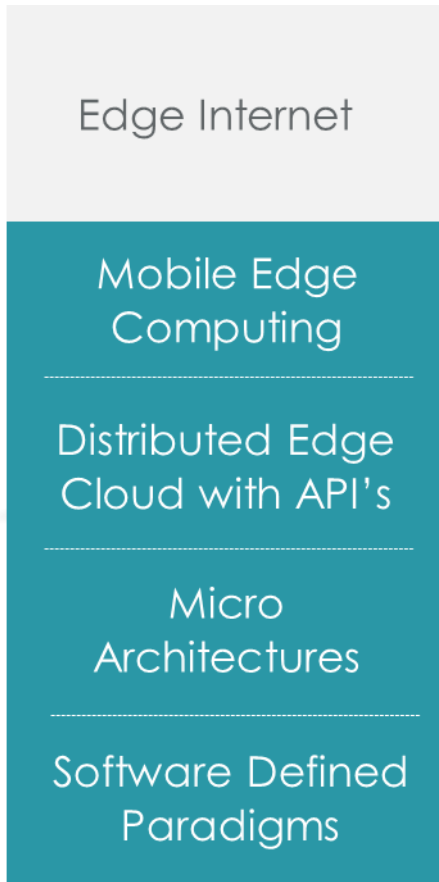 Edge Internet
Mobile Edge
Computing
Distributed Edge
Cloud with API’s
Micro
Architectures
Software Defined
Paradigms